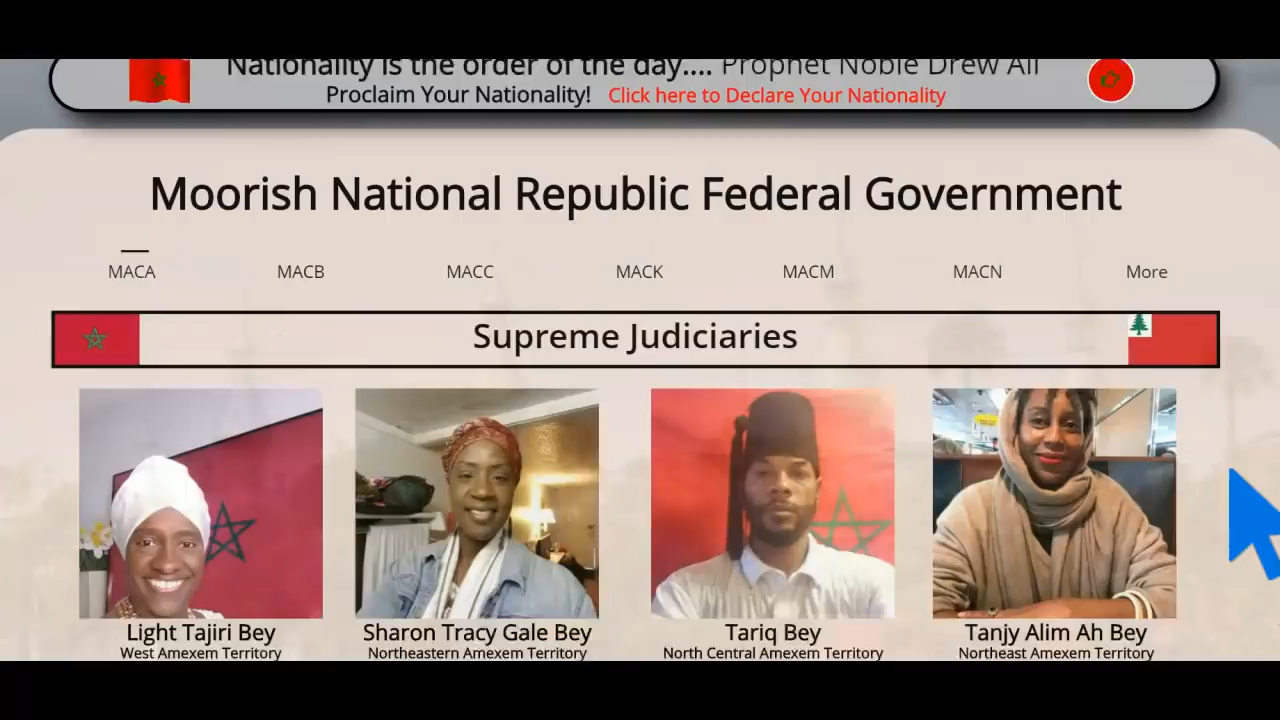 Nationality is the order of the day.... Prophet Noble Drew Ali
Proclaim Your Nationality! Click here to Declare Your Nationality
Moorish National Republic Federal Government
MACA MACB MACC MACK MACM MACN More
Supreme Judiciaries
Light Tajiri Bey Sharon Tracy Gale Bey Tariq Bey Tanjy Alim Ah Bey
West Amexem Territory Northeastern Amexem Territory North Central Amexem Territory Northeast Amexem Territory